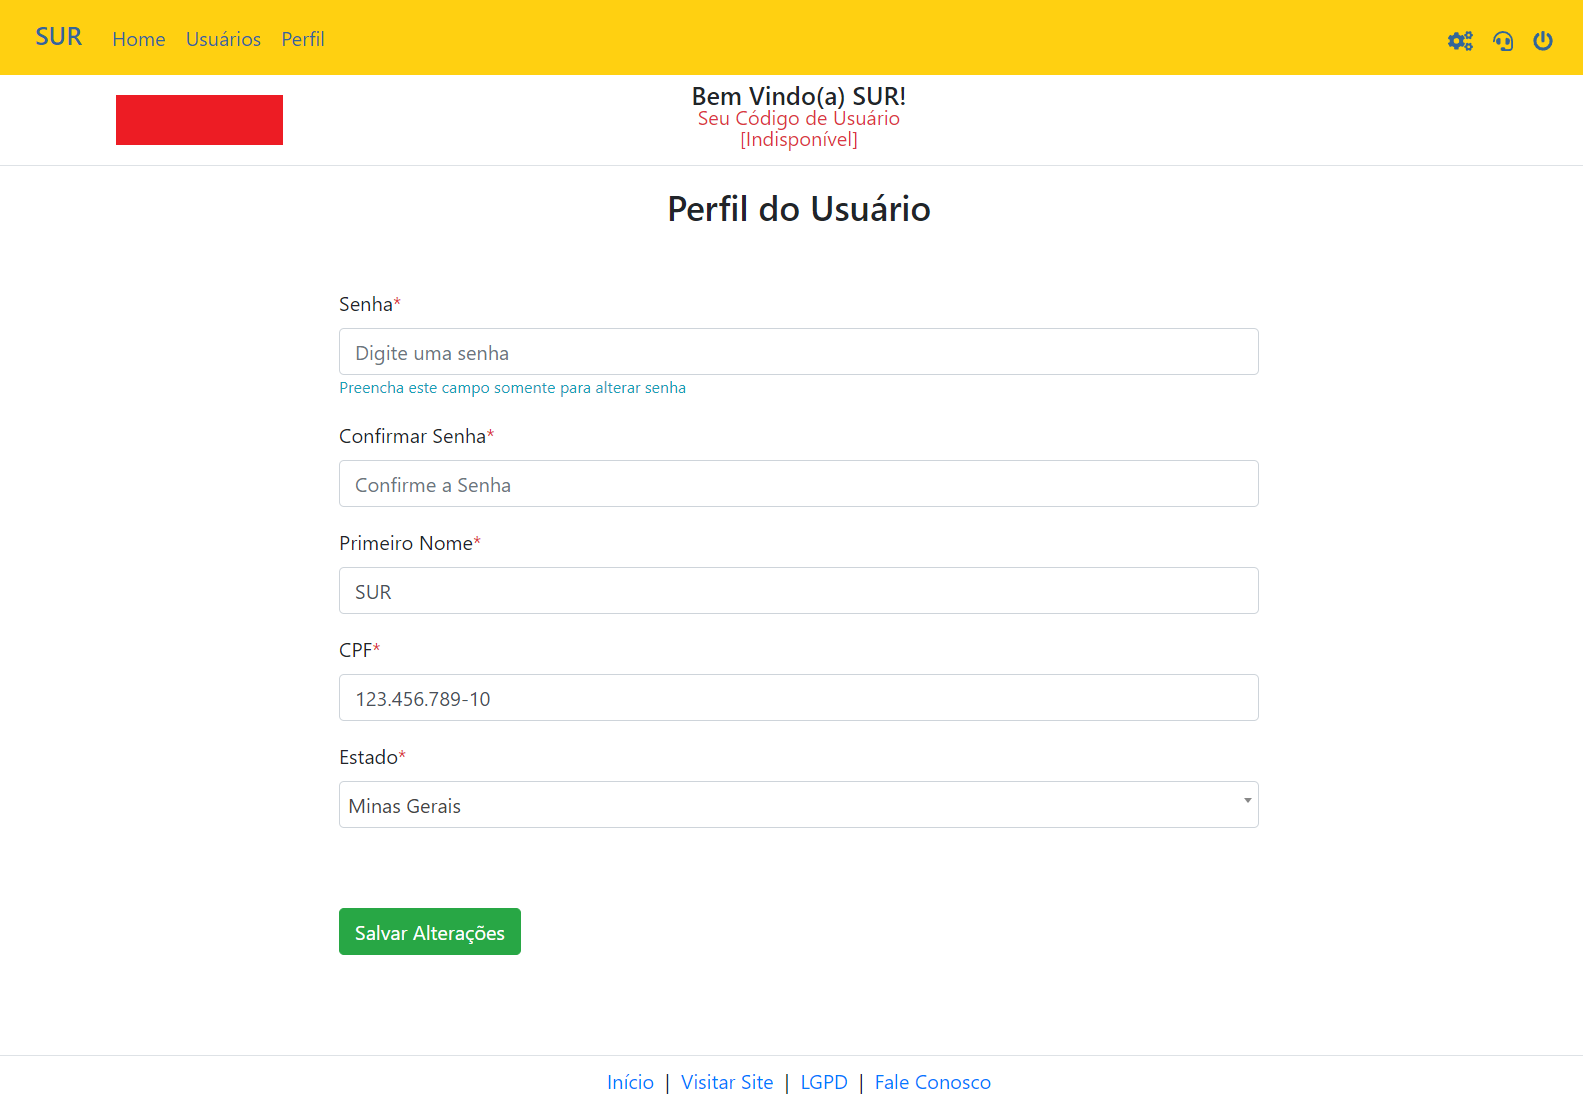 SUR Home Usuários Perfil
Bem Vindo(a) SUR!
Seu Código de Usuário
[Indisponível]
Perfil do Usuário
Senha*
Digite uma senha
Preencha este campo somente para alterar senha
Confirmar Senha*
Confirme a Senha
Primeiro Nome*
SUR
CPF*
123.456.789-10
Estado*
Minas Gerais
Salvar Alterações
Início | Visitar Site | LGPD | Fale Conosco